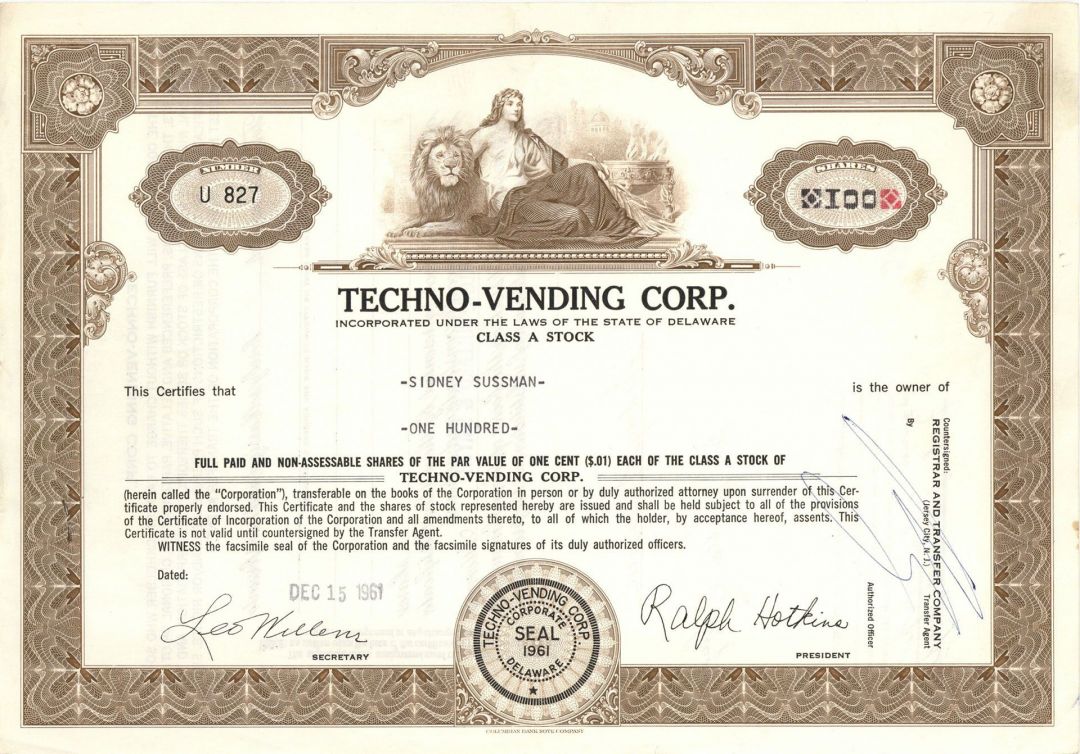 NUMBER
U 827
SHARES
100
TECHNO-VENDING CORP.
INCORPORATED UNDER THE LAWS OF THE STATE OF DELAWARE
CLASS A STOCK
This Certifies that
-SIDNEY SUSSMAN-
is the owner of
-ONE HUNDRED-
FULL PAID AND NON-ASSESSABLE SHARES OF THE PAR VALUE OF ONE CENT ($.01) EACH OF THE CLASS A STOCK OF
TECHNO-VENDING CORP.
(herein called the “Corporation”), transferable on the books of the Corporation in person or by duly authorized attorney upon surrender of this Cer-
tificate properly endorsed. This Certificate and the shares of stock represented hereby are issued and shall be held subject to all of the provisions
of the Certificate of Incorporation of the Corporation and all amendments thereto, to all of which the holder, by acceptance hereof, assents. This
Certificate is not valid until countersigned by the Transfer Agent.
WITNESS the facsimile seal of the Corporation and the facsimile signatures of its duly authorized officers.
Dated:
DEC 15 1961
Leo Willem
SECRETARY
TECHNO-VENDING CORP
CORPORATE
SEAL
1961
DELAWARE
Ralph Hotkins
PRESIDENT
Countersigned:
REGISTRAR AND TRANSFER COMPANY
(Jersey City, N.J.) Transfer Agent
By
Authorized Officer
COLUMBIAN BANK NOTE COMPANY